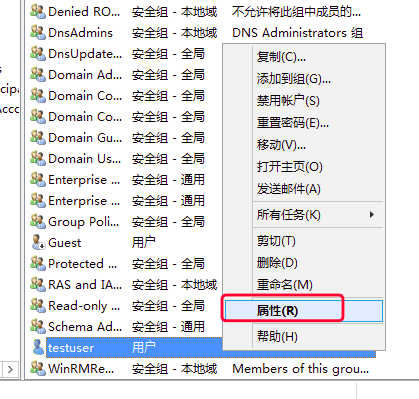 Denied RO... 安全组 - 本地域 不允许将此组中成员的...
DnsAdmins 安全组 - 本地域 DNS Administrators 组
DnsUpdate... 安全组 - 全局
Domain Ad... 安全组 - 全局
Domain Co... 安全组 - 全局
Domain Co... 安全组 - 全局
Domain Gu... 安全组 - 全局
Domain Us... 安全组 - 全局
Enterprise ... 安全组 - 通用
Enterprise ... 安全组 - 通用
Group Poli... 安全组 - 全局
Guest 用户
Protected ... 安全组 - 全局
RAS and IA... 安全组 - 本地域
Read-only ... 安全组 - 全局
Schema Ad... 安全组 - 通用
testuser 用户
WinRMRe... 安全组 - 本地域 Members of this grou...
复制(C)...
添加到组(G)...
禁用帐户(S)
重置密码(E)...
移动(V)...
打开主页(O)
发送邮件(A)
所有任务(K)
剪切(T)
删除(D)
重命名(M)
属性(R)
帮助(H)